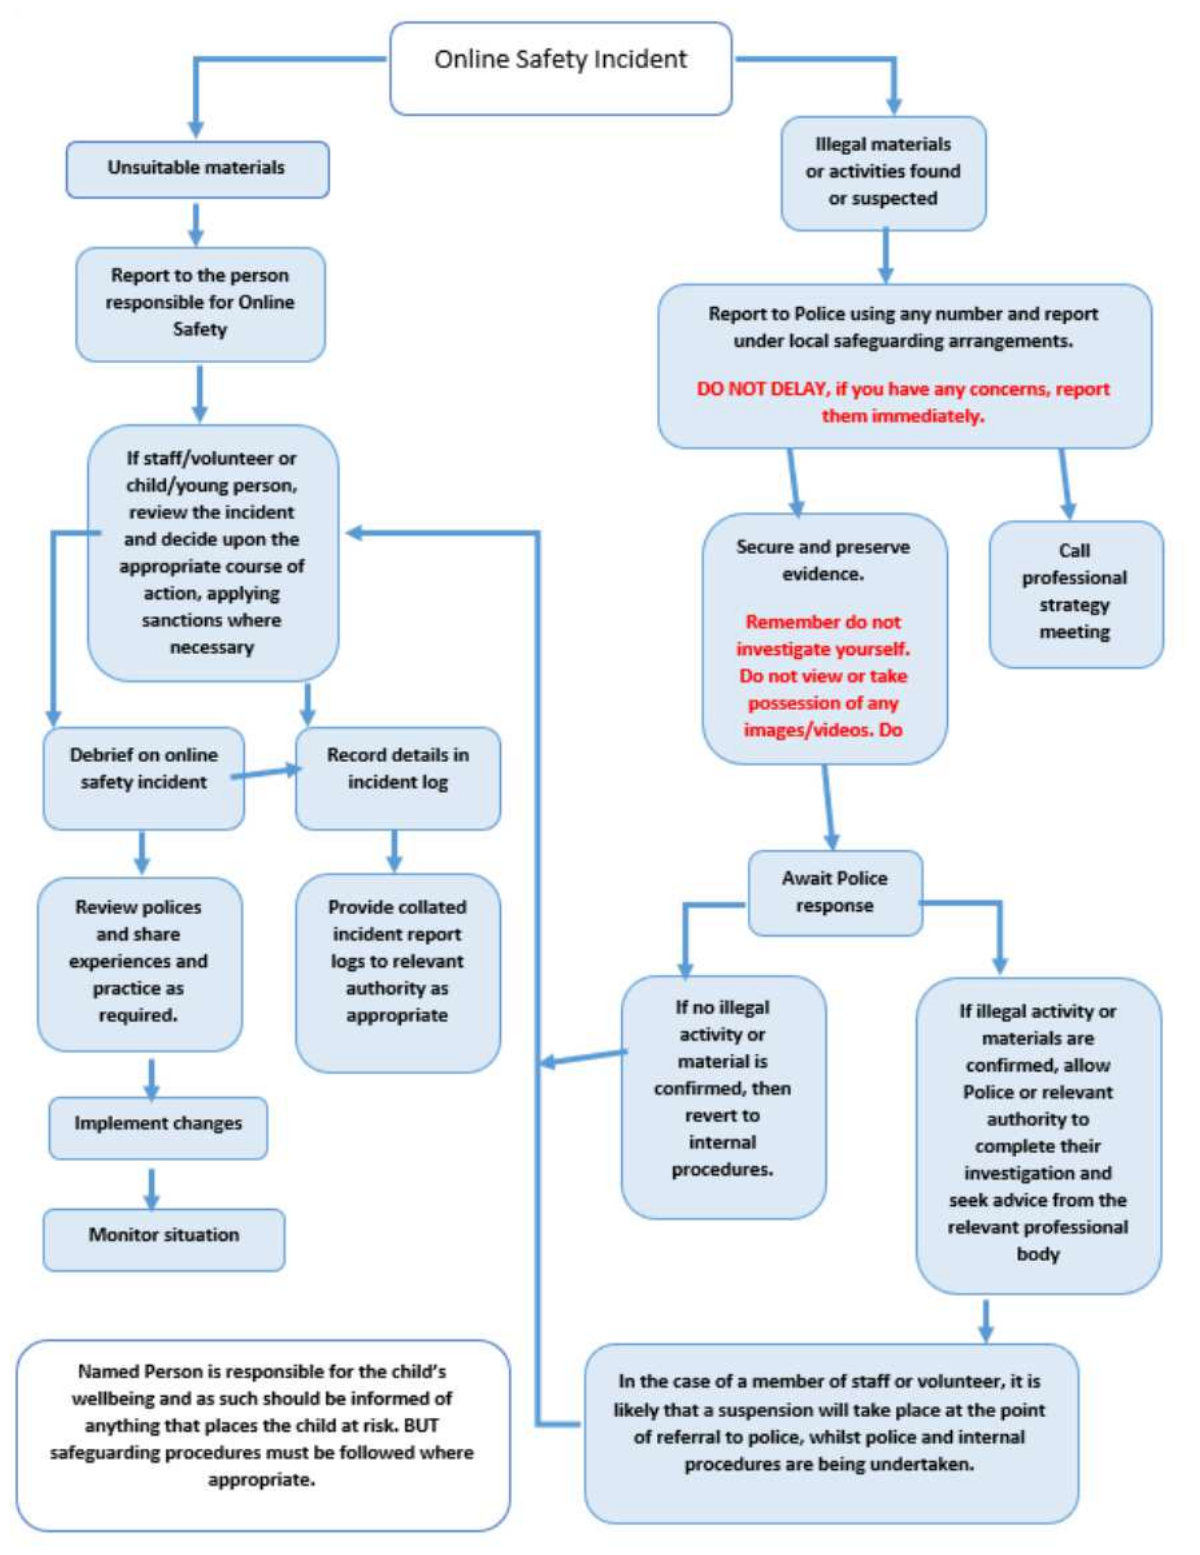 Online Safety Incident
Unsuitable materials
Illegal materials
or activities found
or suspected
Report to the person
responsible for Online
Safety
Report to Police using any number and report
under local safeguarding arrangements.
DO NOT DELAY, if you have any concerns, report
them immediately.
If staff/volunteer or
child/young person,
review the incident
and decide upon the
appropriate course of
action, applying
sanctions where
necessary
Secure and preserve
evidence.
Remember do not
investigate yourself.
Do not view or take
possession of any
images/videos. Do
Call
professional
strategy
meeting
Debrief on online
safety incident
Record details in
incident log
Review polices
and share
experiences and
practice as
required.
Provide collated
incident report
logs to relevant
authority as
appropriate
Await Police
response
If no illegal
activity or
material is
confirmed, then
revert to
internal
procedures.
If illegal activity or
materials are
confirmed, allow
Police or relevant
authority to
complete their
investigation and
seek advice from the
relevant professional
body
Implement changes
Monitor situation
Named Person is responsible for the child's
wellbeing and as such should be informed of
anything that places the child at risk. BUT
safeguarding procedures must be followed where
appropriate.
In the case of a member of staff or volunteer, it is
likely that a suspension will take place at the point
of referral to police, whilst police and internal
procedures are being undertaken.